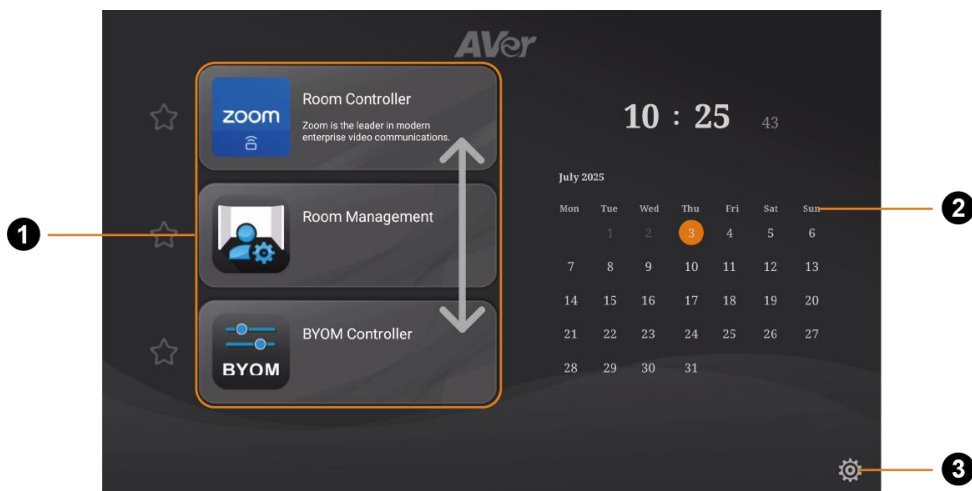 AVer
zoom
Room Controller
Zoom is the leader in modern
enterprise video communications.
Room Management
BYOM
BYOM Controller
10 : 25 43
July 2025
Mon Tue Wed Thu Fri Sat Sun
1 2 3 4 5 6
7 8 9 10 11 12 13
14 15 16 17 18 19 20
21 22 23 24 25 26 27
28 29 30 31
1
2
3